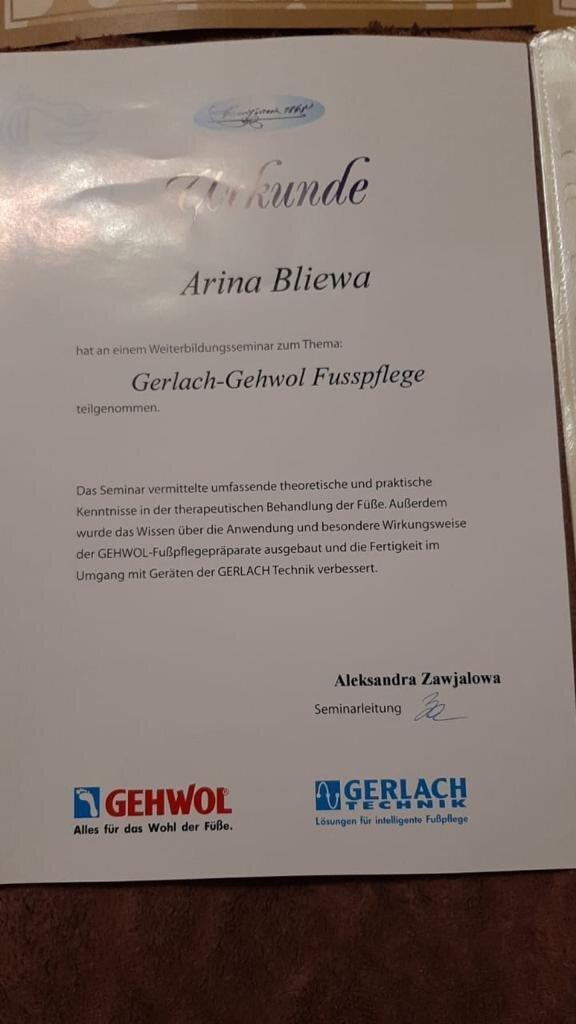 Urkunde
Arina Bliewa
hat an einem Weiterbildungsseminar zum Thema:
Gerlach-Gehwol Fusspflege
teilgenommen.
Das Seminar vermittelte umfassende theoretische und praktische
Kenntnisse in der therapeutischen Behandlung der Füße. Außerdem
wurde das Wissen über die Anwendung und besondere Wirkungsweise
der GEHWOL-Fußpflegepräparate ausgebaut und die Fertigkeit im
Umgang mit Geräten der GERLACH Technik verbessert.
Aleksandra Zawjalowa
Seminarleitung
GEHWOL®
Alles für das Wohl der Füße.
GERLACH
TECHNIK
Lösungen für intelligente Fußpflege